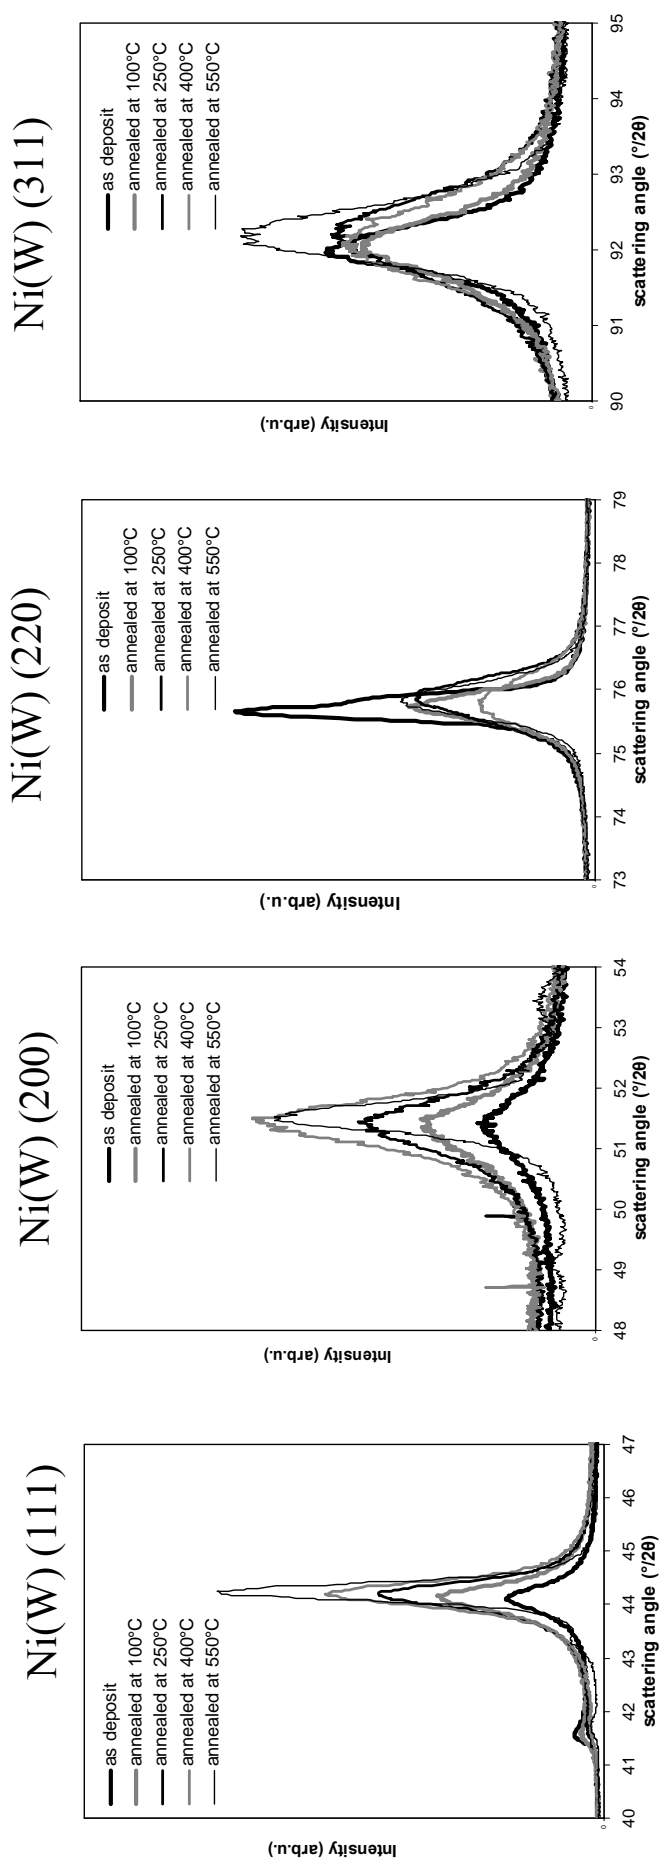 Ni(W) (111)
as deposit
annealed at 100°C
annealed at 250°C
annealed at 400°C
annealed at 550°C
Intensity (arb.u.)
0
40 41 42 43 44 45 46 47
scattering angle (°/2θ)
Ni(W) (200)
as deposit
annealed at 100°C
annealed at 250°C
annealed at 400°C
annealed at 550°C
Intensity (arb.u.)
0
48 49 50 51 52 53 54
scattering angle (°/2θ)
Ni(W) (220)
as deposit
annealed at 100°C
annealed at 250°C
annealed at 400°C
annealed at 550°C
Intensity (arb.u.)
0
73 74 75 76 77 78 79
scattering angle (°/2θ)
Ni(W) (311)
as deposit
annealed at 100°C
annealed at 250°C
annealed at 400°C
annealed at 550°C
Intensity (arb.u.)
0
90 91 92 93 94 95
scattering angle (°/2θ)